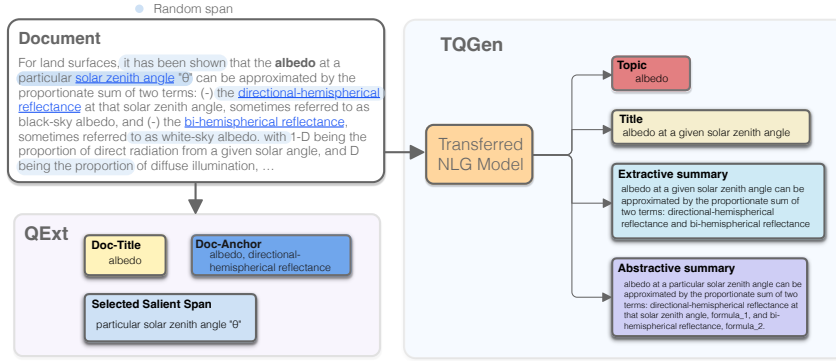 Random span
Document
For land surfaces, it has been shown that the albedo at a
particular solar zenith angle "θ" can be approximated by the
proportionate sum of two terms: (-) the directional-hemispherical
reflectance at that solar zenith angle, sometimes referred to as
black-sky albedo, and (-) the bi-hemispherical reflectance,
sometimes referred to as white-sky albedo. with 1-D being the
proportion of direct radiation from a given solar angle, and D
being the proportion of diffuse illumination, ...
QExt
Doc-Title
albedo
Doc-Anchor
albedo, directional-
hemispherical reflectance
Selected Salient Span
particular solar zenith angle "θ"
TQGen
Transferred
NLG Model
Topic
albedo
Title
albedo at a given solar zenith angle
Extractive summary
albedo at a given solar zenith angle can be
approximated by the proportionate sum of
two terms: directional-hemispherical
reflectance and bi-hemispherical reflectance
Abstractive summary
albedo at a particular solar zenith angle can be
approximated by the proportionate sum of two
terms: directional-hemispherical reflectance at
that solar zenith angle, formula_1, and bi-
hemispherical reflectance, formula_2.